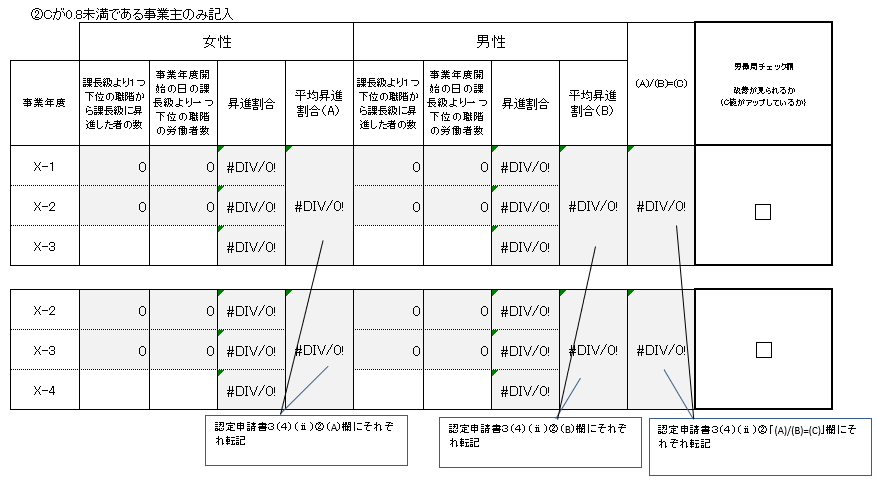 ②Cが0.8未満である事業主のみ記入
女性 男性
事業年度 課長級より1つ下位の職階から課長級に昇進した者の数 事業年度開始の日の課長級より一つ下位の職階の労働者数 昇進割合 平均昇進割合(A) 課長級より1つ下位の職階から課長級に昇進した者の数 事業年度開始の日の課長級より一つ下位の職階の労働者数 昇進割合 平均昇進割合(B) (A)/(B)=(C) 労働局チェック欄 改善が見られるか (C値がアップしているか)
X-1 0 0 #DIV/0! 0 0 #DIV/0!
X-2 0 0 #DIV/0! #DIV/0! 0 0 #DIV/0! #DIV/0! #DIV/0! □
X-3 #DIV/0! #DIV/0!
X-2 0 0 #DIV/0! 0 0 #DIV/0!
X-3 0 0 #DIV/0! #DIV/0! 0 0 #DIV/0! #DIV/0! #DIV/0! □
X-4 #DIV/0! #DIV/0!
認定申請書3(4)(ⅱ)②(A)欄にそれぞ
れ転記
認定申請書3(4)(ⅱ)②(B)欄にそれぞ
れ転記
認定申請書3(4)(ⅱ)②「(A)/(B)=(C)」欄にそ
れぞれ転記